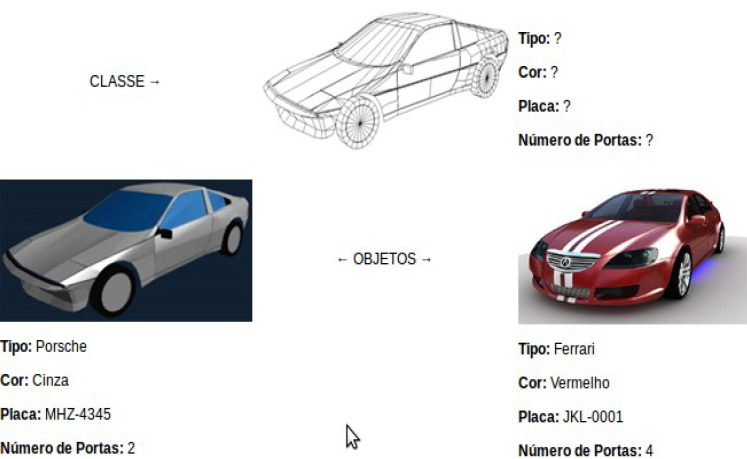 CLASSE →
Tipo: ?
Cor: ?
Placa: ?
Número de Portas: ?
← OBJETOS →
Tipo: Porsche
Cor: Cinza
Placa: MHZ-4345
Número de Portas: 2
Tipo: Ferrari
Cor: Vermelho
Placa: JKL-0001
Número de Portas: 4